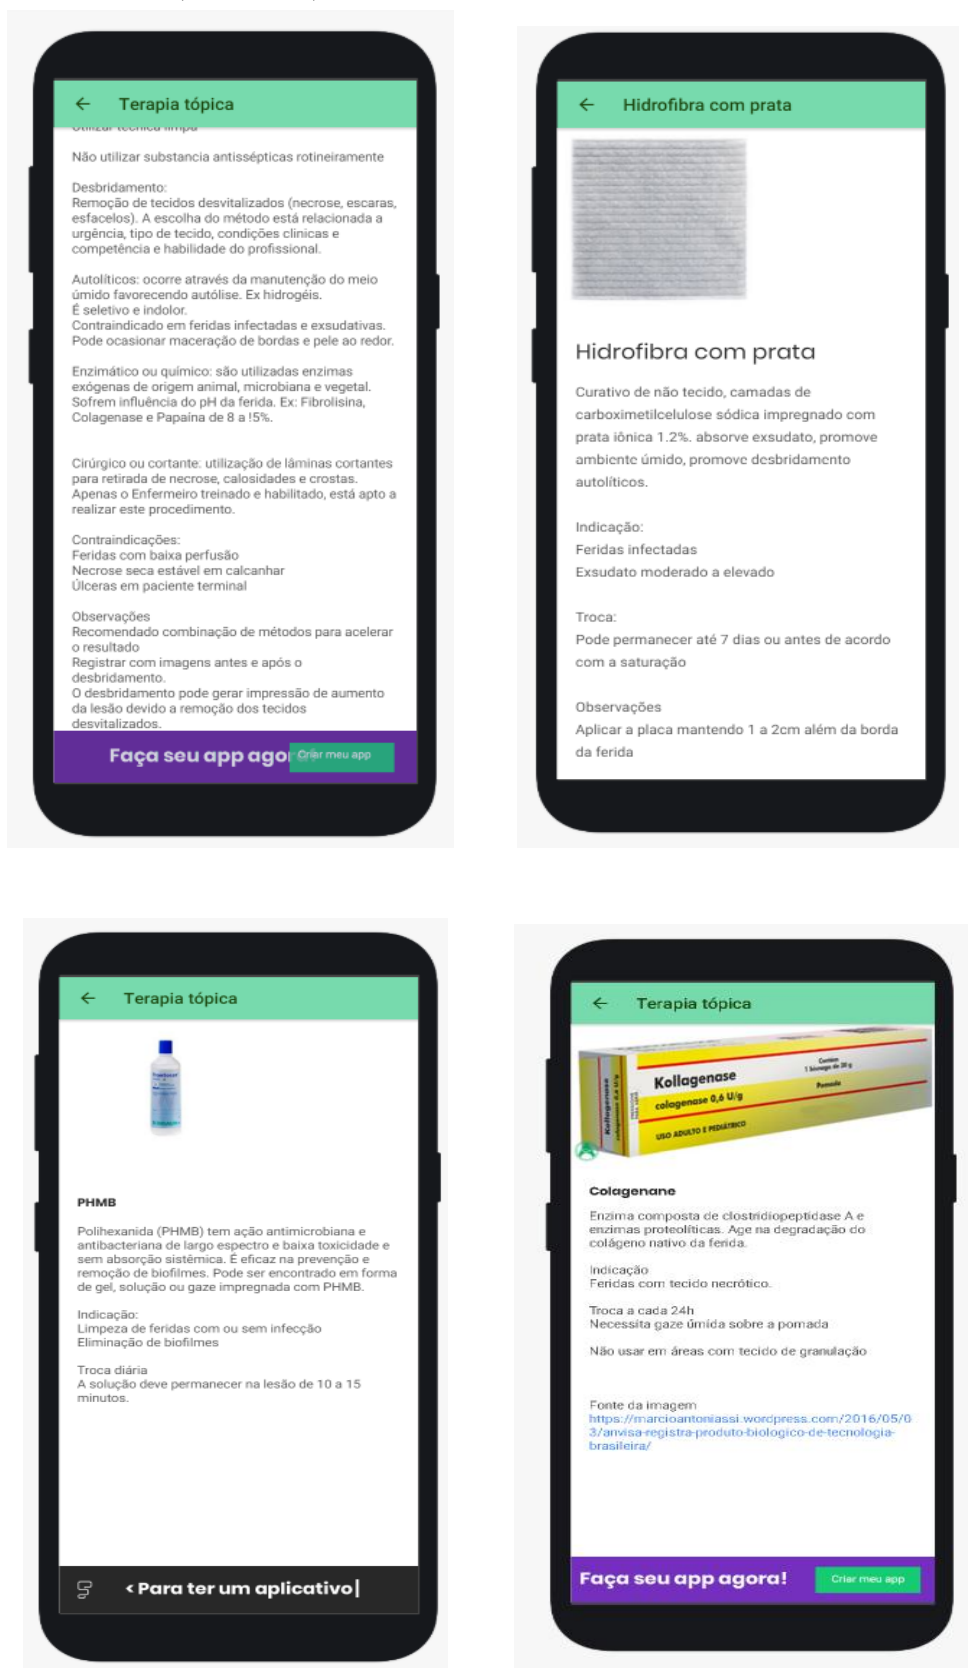 Terapia tópica
Utilizar técnica limpa
Não utilizar substancia antissépticas rotineiramente
Desbridamento:
Remoção de tecidos desvitalizados (necrose, escaras,
esfacelos). A escolha do método está relacionada a
urgência, tipo de tecido, condições clinicas e
competência e habilidade do profissional.
Autolíticos: ocorre através da manutenção do meio
úmido favorecendo autólise. Ex hidrogéis.
É seletivo e indolor.
Contraindicado em feridas infectadas e exsudativas.
Pode ocasionar maceração de bordas e pele ao redor.
Enzimático ou químico: são utilizadas enzimas
exógenas de origem animal, microbiana e vegetal.
Sofrem influência do pH da ferida. Ex: Fibrolisina,
Colagenase e Papaína de 8 a !5%.
Cirúrgico ou cortante: utilização de lâminas cortantes
para retirada de necrose, calosidades e crostas.
Apenas o Enfermeiro treinado e habilitado, está apto a
realizar este procedimento.
Contraindicações:
Feridas com baixa perfusão
Necrose seca estável em calcanhar
Úlceras em paciente terminal
Observações
Recomendado combinação de métodos para acelerar
o resultado
Registrar com imagens antes e após o
desbridamento.
O desbridamento pode gerar impressão de aumento
da lesão devido a remoção dos tecidos
desvitalizados.
Faça seu app agora!
Criar meu app
Hidrofibra com prata
Hidrofibra com prata
Curativo de não tecido, camadas de
carboximetilcelulose sódica impregnado com
prata iônica 1.2%. absorve exsudato, promove
ambiente úmido, promove desbridamento
autolíticos.
Indicação:
Feridas infectadas
Exsudato moderado a elevado
Troca:
Pode permanecer até 7 dias ou antes de acordo
com a saturação
Observações
Aplicar a placa mantendo 1 a 2cm além da borda
da ferida
Terapia tópica
PHMB
Polihexanida (PHMB) tem ação antimicrobiana e
antibacteriana de largo espectro e baixa toxicidade e
sem absorção sistêmica. É eficaz na prevenção e
remoção de biofilmes. Pode ser encontrado em forma
de gel, solução ou gaze impregnada com PHMB.
Indicação:
Limpeza de feridas com ou sem infecção
Eliminação de biofilmes
Troca diária
A solução deve permanecer na lesão de 10 a 15
minutos.
< Para ter um aplicativo|
Terapia tópica
Kollagenase
colagenase 0,6 U/g
USO ADULTO E PEDIÁTRICO
Contém
1 bisnaga de 30 g
Pomada
Kollagenase
colagenase 0,6 U/g
Colagenane
Enzima composta de clostridiopeptidase A e
enzimas proteolíticas. Age na degradação do
colágeno nativo da ferida.
Indicação
Feridas com tecido necrótico.
Troca a cada 24h
Necessita gaze úmida sobre a pomada
Não usar em áreas com tecido de granulação
Fonte da imagem
https://marcioantoniassi.wordpress.com/2016/05/0
3/anvisa-registra-produto-biologico-de-tecnologia-
brasileira/
Faça seu app agora!
Criar meu app